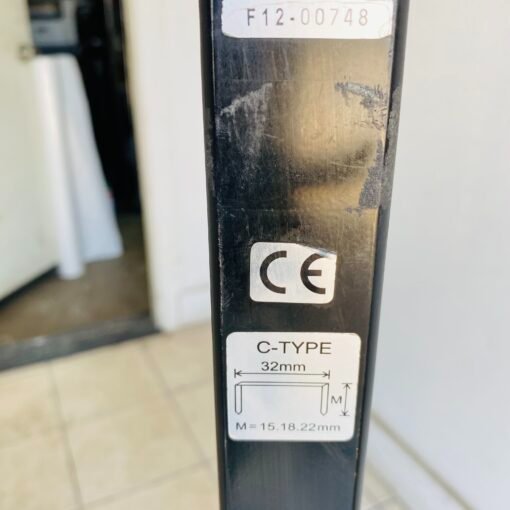 F12-00748
CE
C-TYPE
32mm
M
M=15.18.22mm